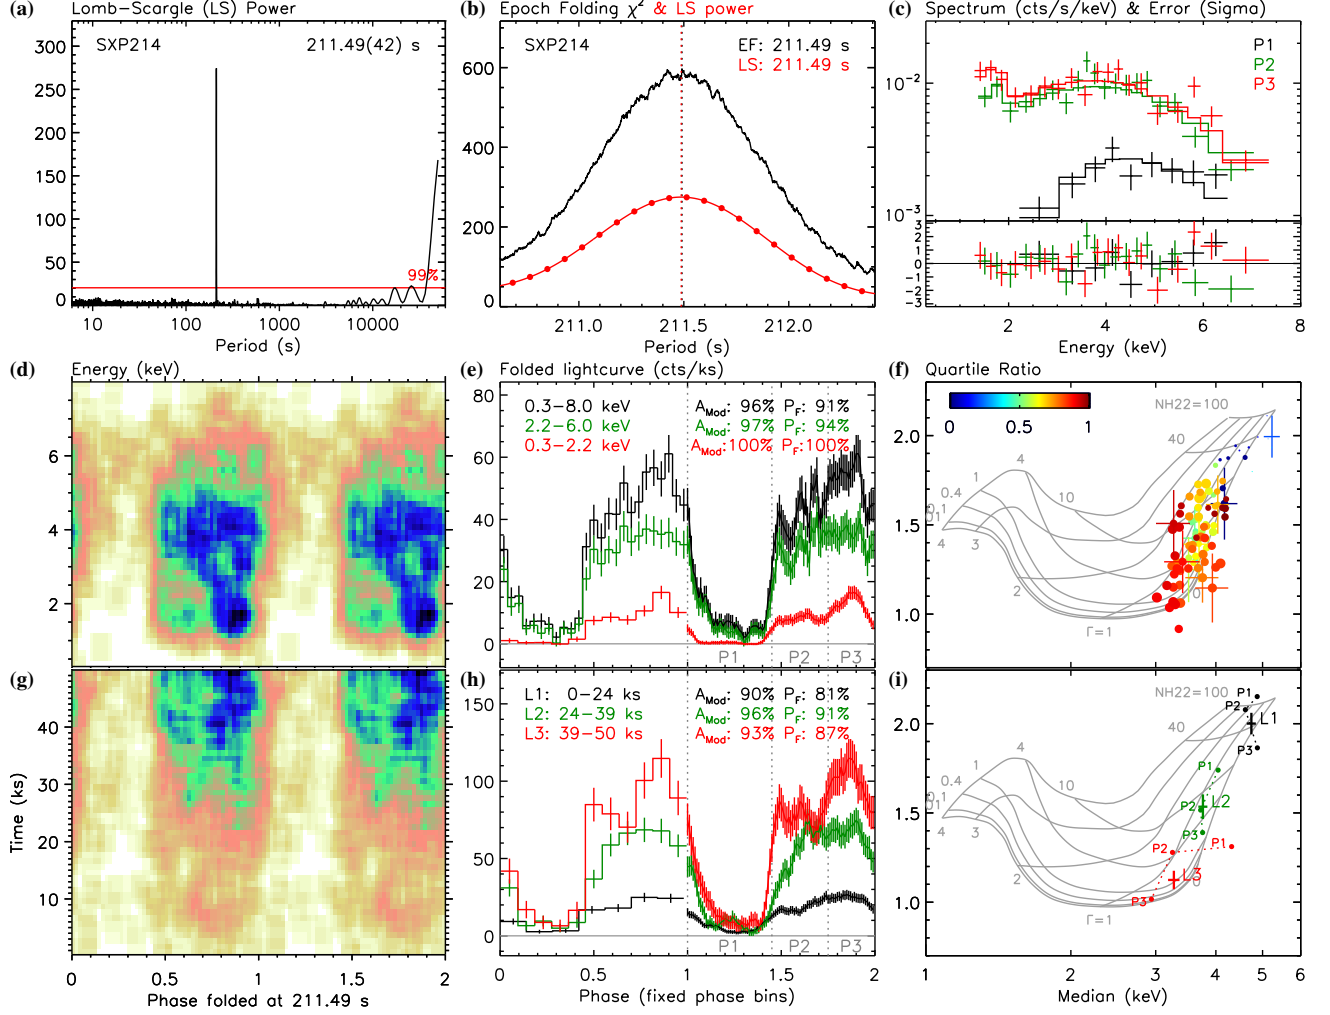 (a) Lomb-Scargle (LS) Power
SXP214 211.49(42) s
300
250
200
150
100
50
0
99%
10 100 1000 10000
Period (s)
(b) Epoch Folding χ² & LS power
SXP214 EF: 211.49 s
LS: 211.49 s
600
400
200
0
211.0 211.5 212.0
Period (s)
(c) Spectrum (cts/s/keV) & Error (Sigma)
P1
P2
P3
10⁻²
10⁻³
3
2
1
0
-1
-2
-3
2 4 6 8
Energy (keV)
(d) Energy (keV)
6
4
2
(e) Folded lightcurve (cts/ks)
0.3-8.0 keV A_Mod: 96% P_F: 91%
2.2-6.0 keV A_Mod: 97% P_F: 94%
0.3-2.2 keV A_Mod: 100% P_F: 100%
80
60
40
20
0
P1 P2 P3
(f) Quartile Ratio
0 0.5 1
NH22=100
40
10
4
1
0.4
0.1
4 3 2 0
Γ=1
2.0
1.5
1.0
(g)
Time (ks)
40
30
20
10
0 0.5 1 1.5 2
Phase folded at 211.49 s
(h)
L1: 0-24 ks A_Mod: 90% P_F: 81%
L2: 24-39 ks A_Mod: 96% P_F: 91%
L3: 39-50 ks A_Mod: 93% P_F: 87%
150
100
50
0
P1 P2 P3
0.0 0.5 1 1.5 2
Phase (fixed phase bins)
(i)
NH22=100
40
10
4
1
0.4
4 3 2 0
Γ=1
P1
P2 L1
P3
P1
P2 L2
P3
P2 P1
L3
P3
2.0
1.5
1.0
1 2 3 4 5 6
Median (keV)